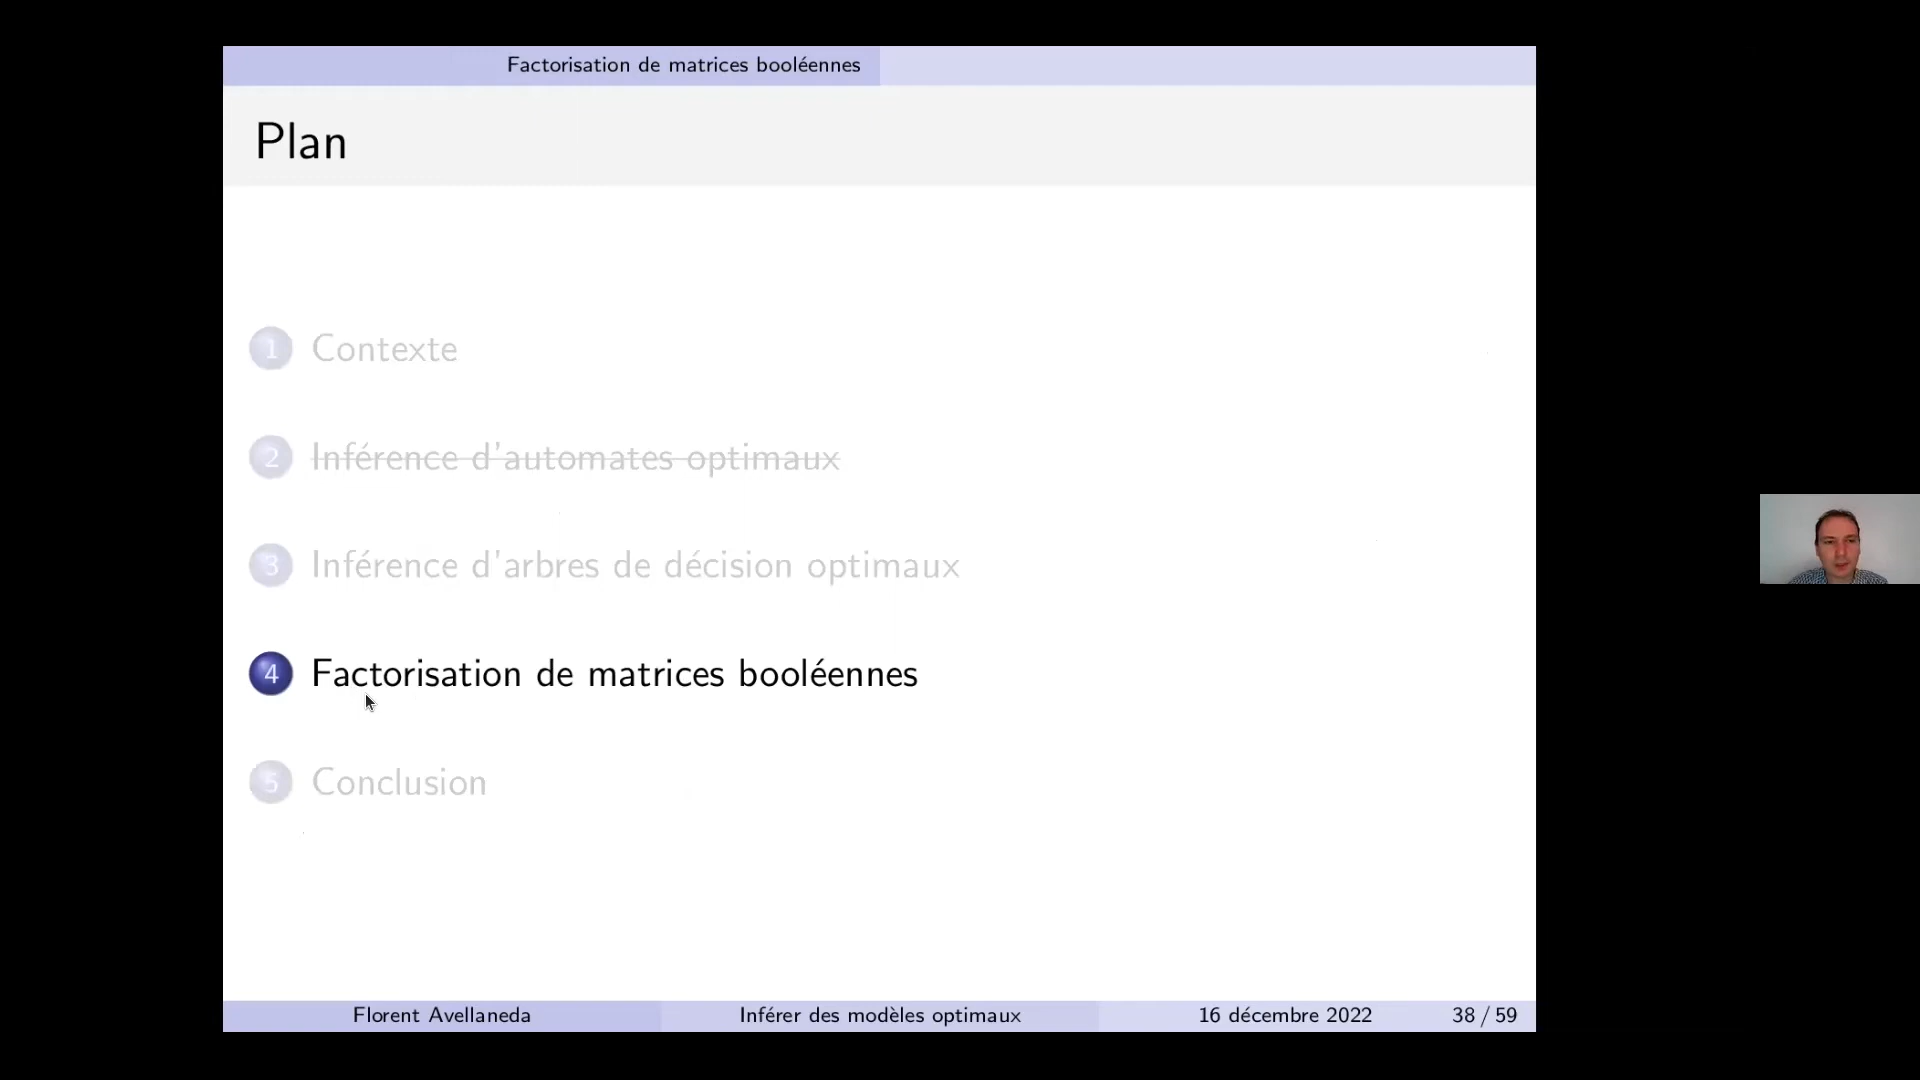 Factorisation de matrices booléennes
Plan
1 Contexte
2 Inférence d'automates optimaux
3 Inférence d'arbres de décision optimaux
4 Factorisation de matrices booléennes
5 Conclusion
Florent Avellaneda Inférer des modèles optimaux 16 décembre 2022 38 / 59